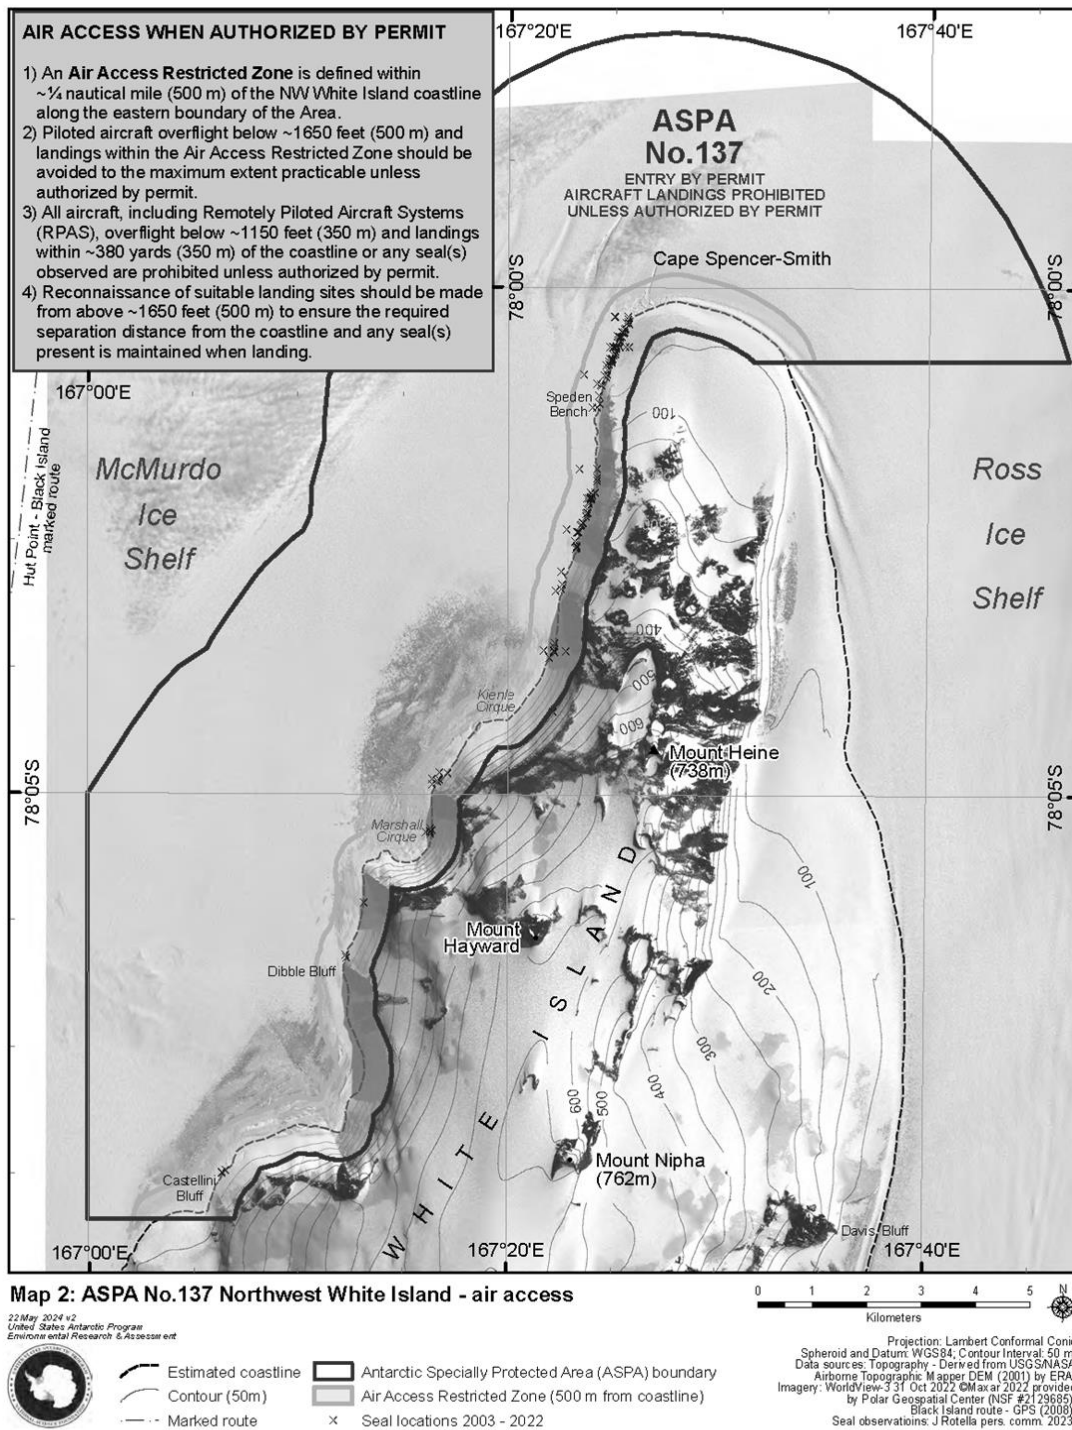 AIR ACCESS WHEN AUTHORIZED BY PERMIT
1) An Air Access Restricted Zone is defined within
~¼ nautical mile (500 m) of the NW White Island coastline
along the eastern boundary of the Area.
2) Piloted aircraft overflight below ~1650 feet (500 m) and
landings within the Air Access Restricted Zone should be
avoided to the maximum extent practicable unless
authorized by permit.
3) All aircraft, including Remotely Piloted Aircraft Systems
(RPAS), overflight below ~1150 feet (350 m) and landings
within ~380 yards (350 m) of the coastline or any seal(s)
observed are prohibited unless authorized by permit.
4) Reconnaissance of suitable landing sites should be made
from above ~1650 feet (500 m) to ensure the required
separation distance from the coastline and any seal(s)
present is maintained when landing.
167°20'E
167°40'E
ASPA
No.137
ENTRY BY PERMIT
AIRCRAFT LANDINGS PROHIBITED
UNLESS AUTHORIZED BY PERMIT
Cape Spencer-Smith
78°00'S
78°00'S
167°00'E
Speden
Bench
100
McMurdo
Ice
Shelf
Ross
Ice
Shelf
Hut Point - Black Island
marked route
400
500
600
Kienle
Cirque
Mount Heine
(738m)
78°05'S
78°05'S
Marshall
Cirque
100
Mount
Hayward
Dibble Bluff
200
300
400
500
600
WHITE ISLAND
Mount Nipha
(762m)
Castellini
Bluff
Davis Bluff
167°00'E
167°20'E
167°40'E
Map 2: ASPA No.137 Northwest White Island - air access
22 May 2024 v2
United States Antarctic Program
Environmental Research & Assessment
0 1 2 3 4 5
Kilometers
N
Estimated coastline
Contour (50m)
Marked route
Antarctic Specially Protected Area (ASPA) boundary
Air Access Restricted Zone (500 m from coastline)
Seal locations 2003 - 2022
Projection: Lambert Conformal Conic
Spheroid and Datum: WGS84; Contour Interval: 50 m
Data sources: Topography - Derived from USGS/NASA
Airborne Topographic Mapper DEM (2001) by ERA
Imagery: WorldView-3 31 Oct 2022 ©Maxar 2022 provided
by Polar Geospatial Center (NSF #2129685)
Black Island route - GPS (2008)
Seal observations: J Rotella pers. comm. 2023